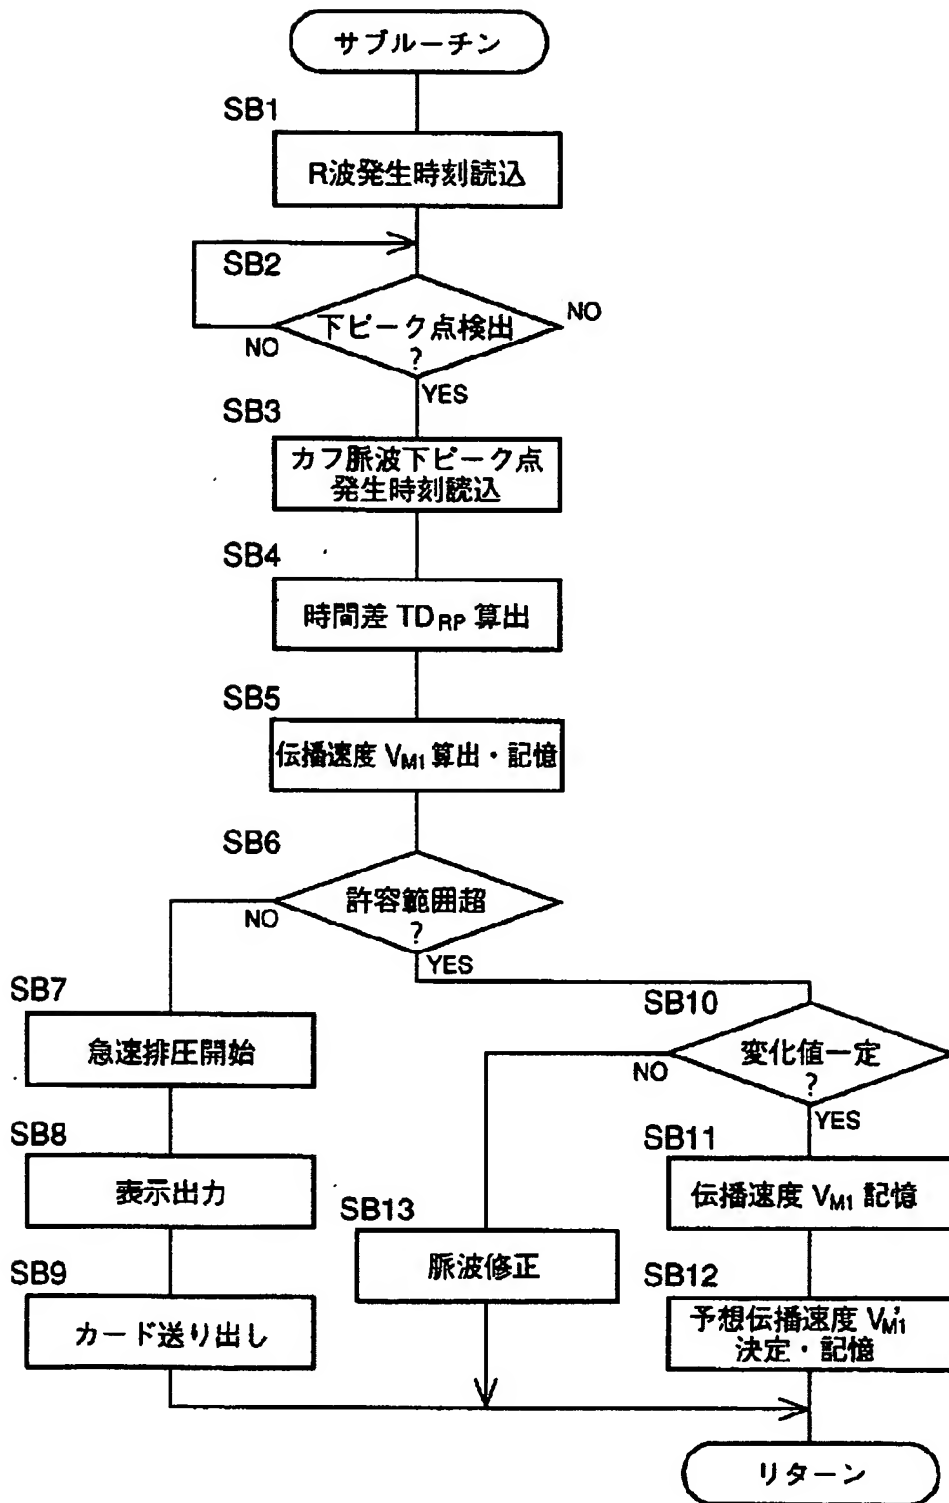 サブルーチン
SB1
R波発生時刻読込
SB2
下ピーク点検出
?
NO
NO
YES
SB3
カフ脈波下ピーク点
発生時刻読込
SB4
時間差 TDRP 算出
SB5
伝播速度 VM1 算出・記憶
SB6
許容範囲超
?
NO
YES
SB7
急速排圧開始
SB10
変化値一定
?
NO
YES
SB8
表示出力
SB11
伝播速度 VM1 記憶
SB13
脈波修正
SB9
カード送り出し
SB12
予想伝播速度 VM1'
決定・記憶
リターン